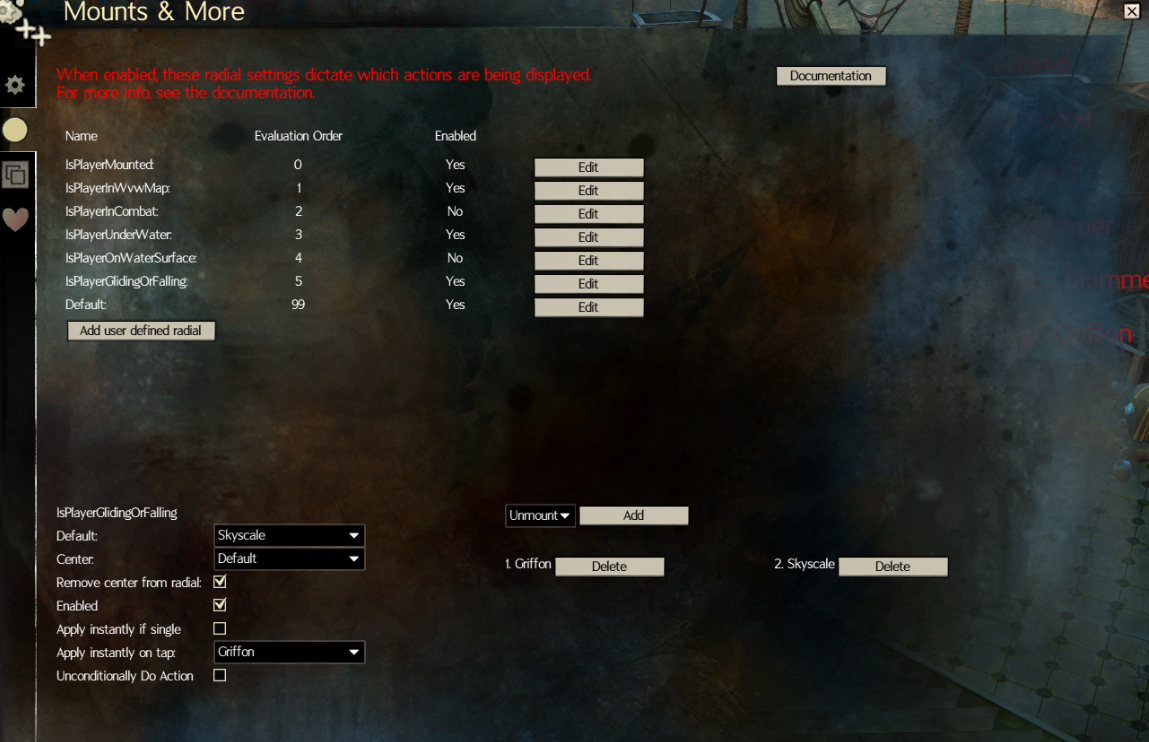 Mounts & More
When enabled, these radial settings dictate which actions are being displayed.
For more info, see the documentation.
Documentation
Name Evaluation Order Enabled
IsPlayerMounted: 0 Yes Edit
IsPlayerInWvwMap: 1 Yes Edit
IsPlayerInCombat: 2 No Edit
IsPlayerUnderWater: 3 Yes Edit
IsPlayerOnWaterSurface: 4 No Edit
IsPlayerGlidingOrFalling: 5 Yes Edit
Default: 99 Yes Edit
Add user defined radial
IsPlayerGlidingOrFalling
Default: Skyscale
Center: Default
Remove center from radial:
Enabled
Apply instantly if single
Apply instantly on tap: Griffon
Unconditionally Do Action
Unmount Add
1. Griffon Delete 2. Skyscale Delete